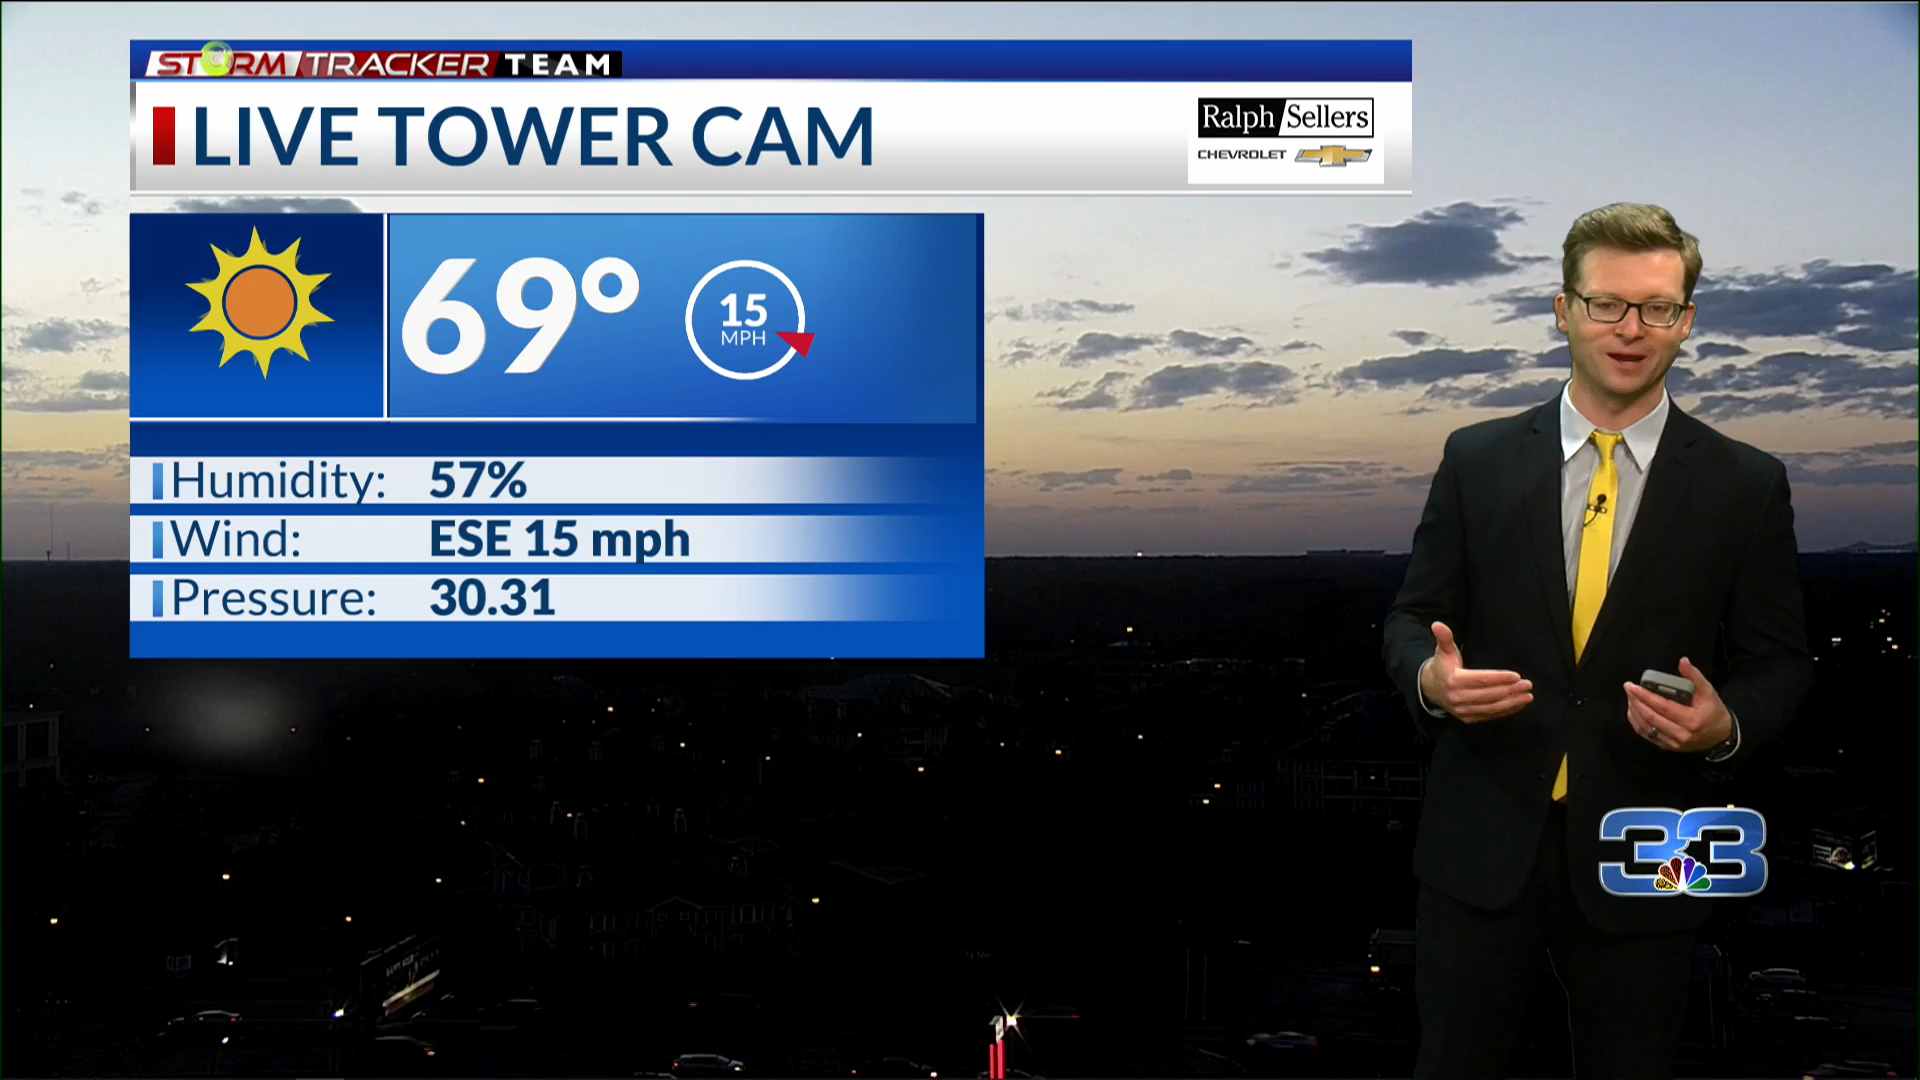 STORM TRACKER TEAM
LIVE TOWER CAM
Ralph Sellers
CHEVROLET
69°
15
MPH
Humidity: 57%
Wind: ESE 15 mph
Pressure: 30.31
33